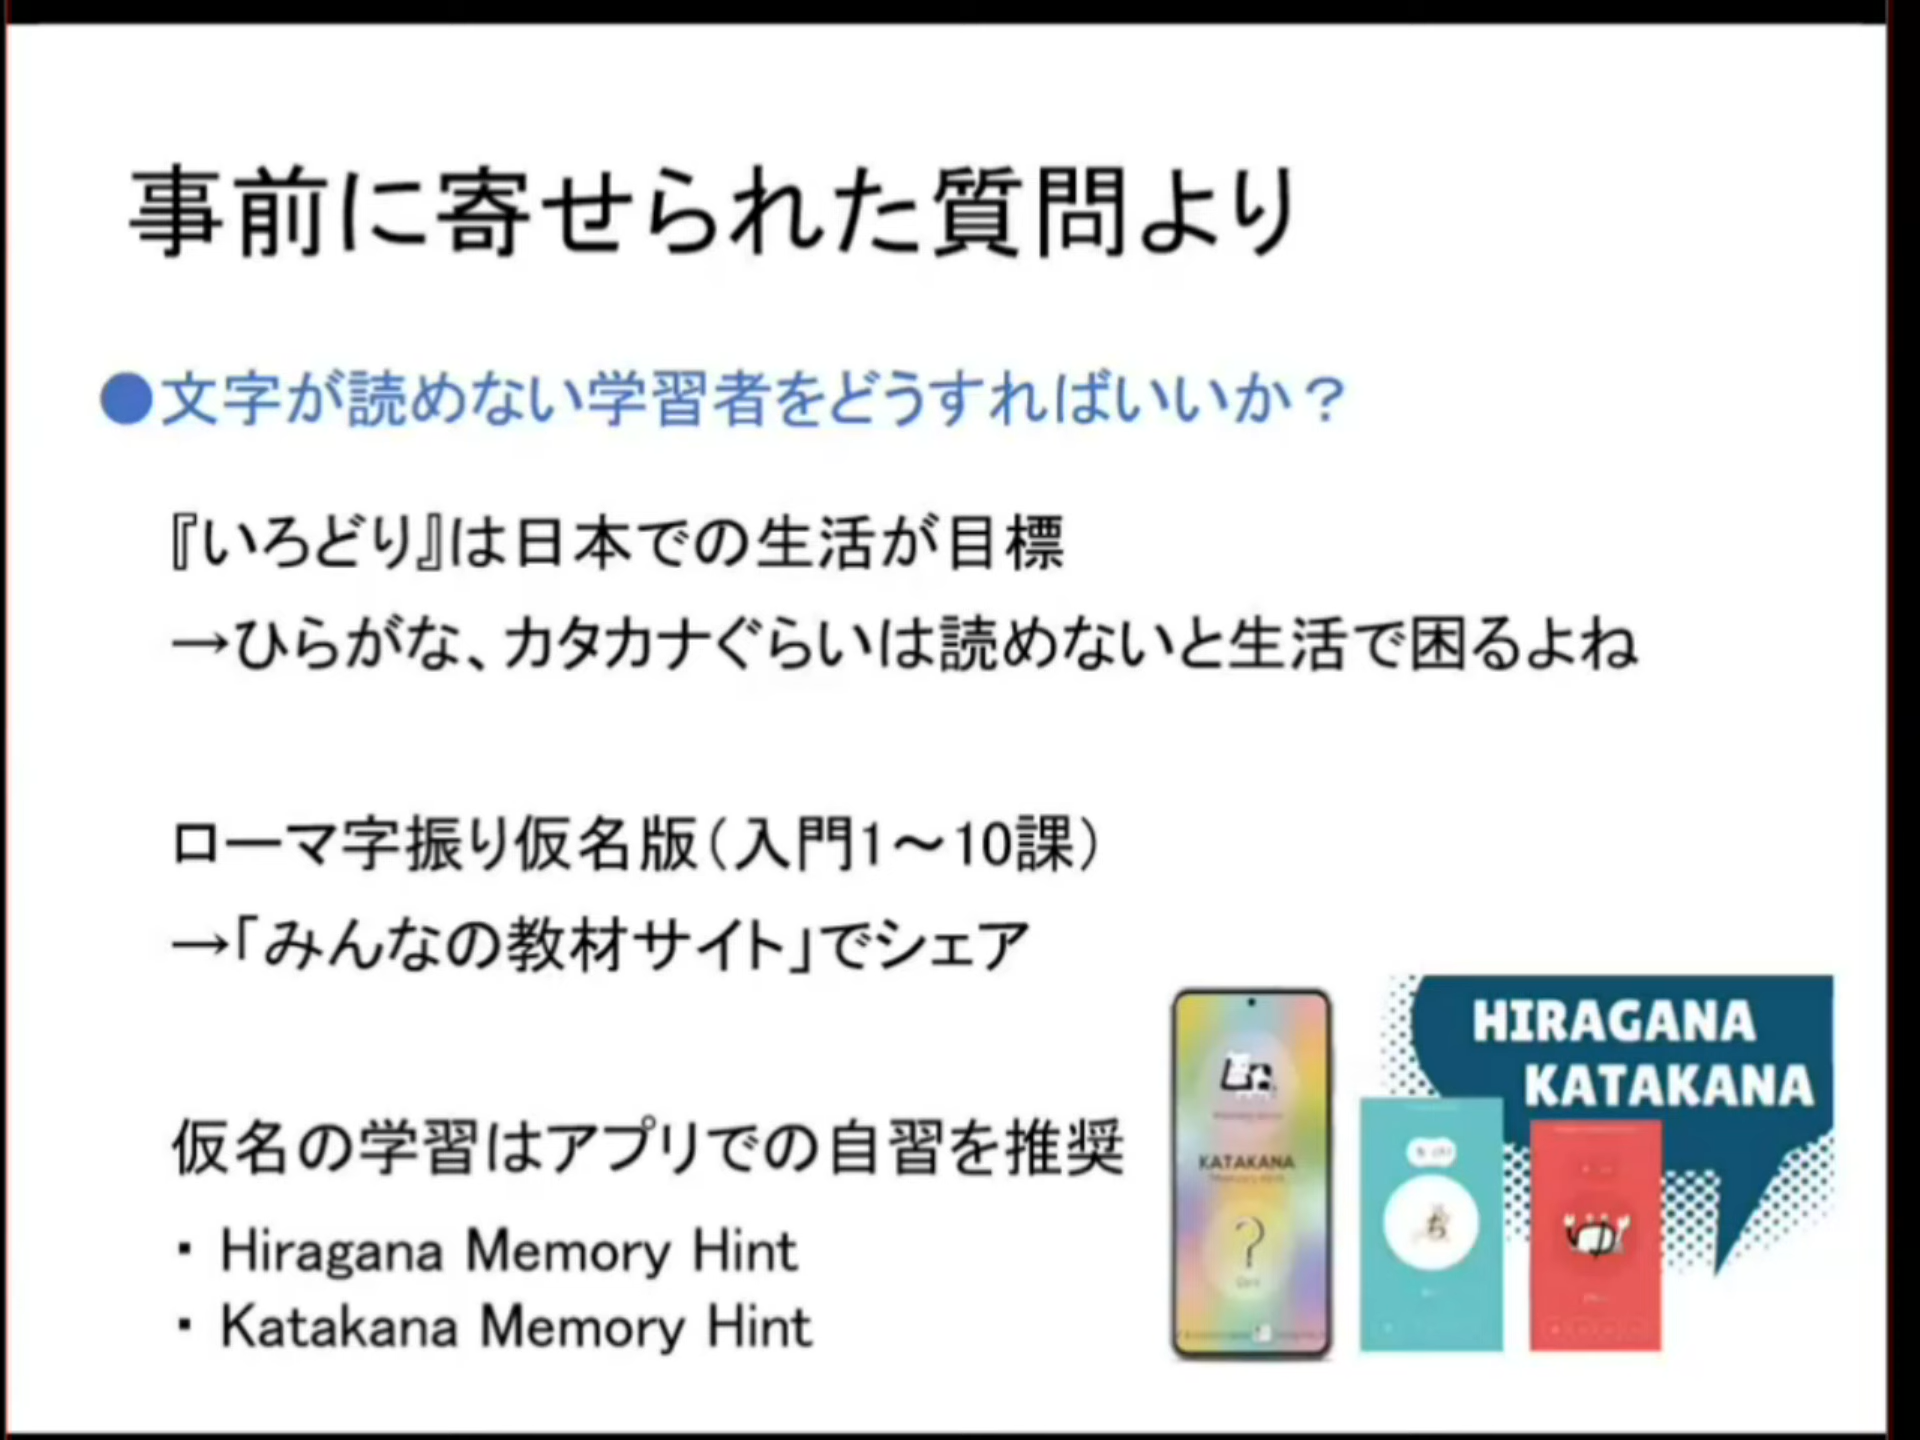 事前に寄せられた質問より
●文字が読めない学習者をどうすればいいか？
『いろどり』は日本での生活が目標
→ひらがな、カタカナぐらいは読めないと生活で困るよね
ローマ字振り仮名版（入門1～10課）
→「みんなの教材サイト」でシェア
仮名の学習はアプリでの自習を推奨
・ Hiragana Memory Hint
・ Katakana Memory Hint
HIRAGANA
KATAKANA
KATAKANA
?
ち